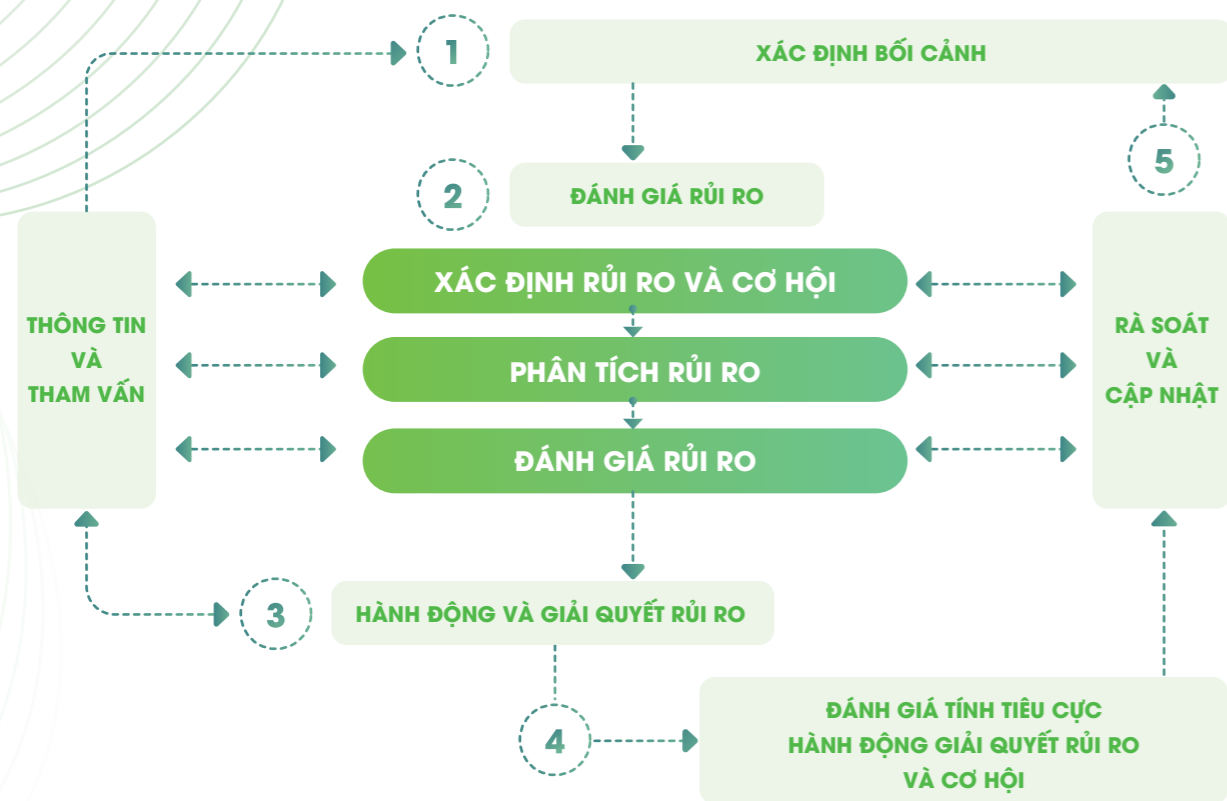 1
XÁC ĐỊNH BỐI CẢNH
5
2
ĐÁNH GIÁ RỦI RO
XÁC ĐỊNH RỦI RO VÀ CƠ HỘI
THÔNG TIN
VÀ
THAM VẤN
PHÂN TÍCH RỦI RO
RÀ SOÁT
VÀ
CẬP NHẬT
ĐÁNH GIÁ RỦI RO
3
HÀNH ĐỘNG VÀ GIẢI QUYẾT RỦI RO
4
ĐÁNH GIÁ TÍNH TIÊU CỰC
HÀNH ĐỘNG GIẢI QUYẾT RỦI RO
VÀ CƠ HỘI